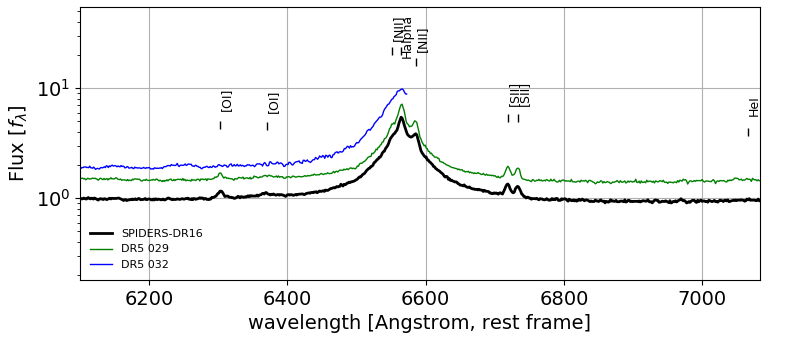 [NII]
Halpha
[NII]
[OI]
[OI]
[SII]
[SII]
HeI
10¹
10⁰
Flux [fλ]
SPIDERS-DR16
DR5 029
DR5 032
6200 6400 6600 6800 7000
wavelength [Angstrom, rest frame]